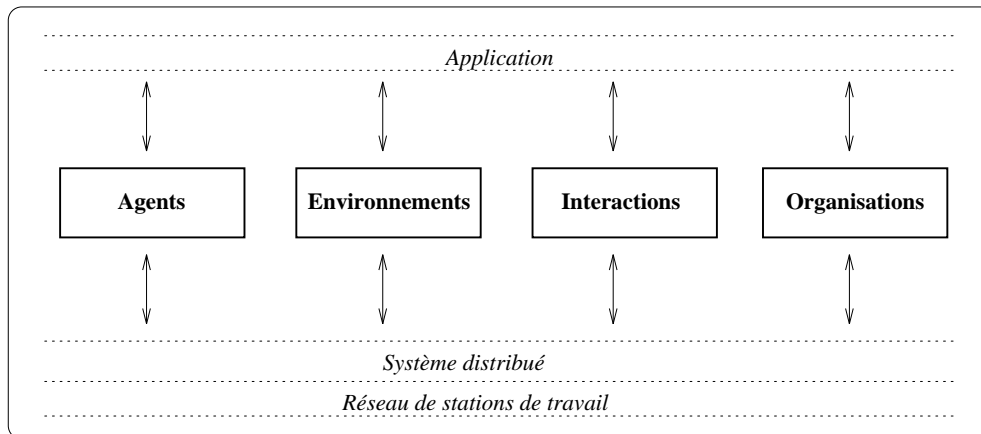 Application
Agents
Environnements
Interactions
Organisations
Système distribué
Réseau de stations de travail